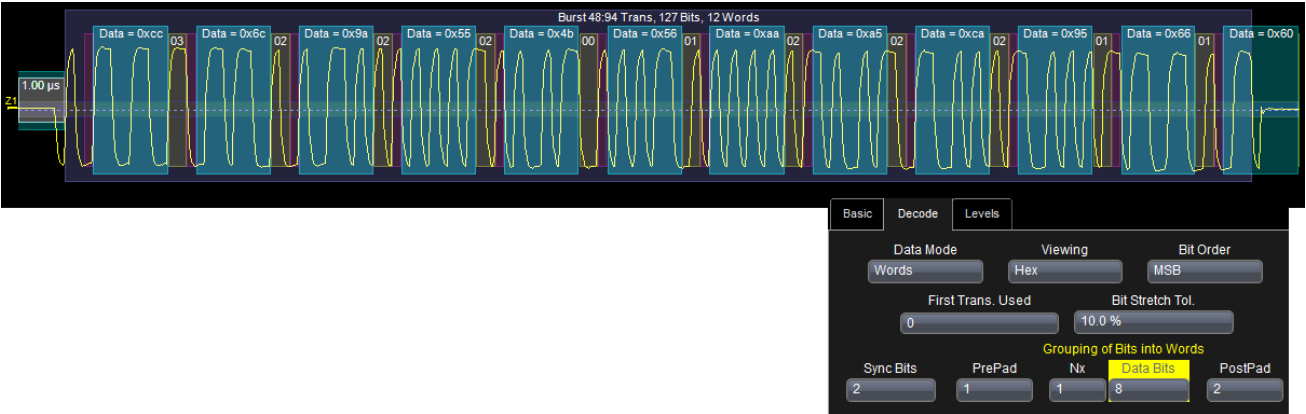 Burst 48:94 Trans, 127 Bits, 12 Words
Data = 0xcc 03 Data = 0x6c 02 Data = 0x9a 02 Data = 0x55 02 Data = 0x4b 00 Data = 0x56 01 Data = 0xaa 02 Data = 0xa5 02 Data = 0xca 02 Data = 0x95 01 Data = 0x66 01 Data = 0x60
1.00 µs
Z1
Basic Decode Levels
Data Mode Viewing Bit Order
Words Hex MSB
First Trans. Used Bit Stretch Tol.
0 10.0 %
Grouping of Bits into Words
Sync Bits PrePad Nx Data Bits PostPad
2 1 1 8 2